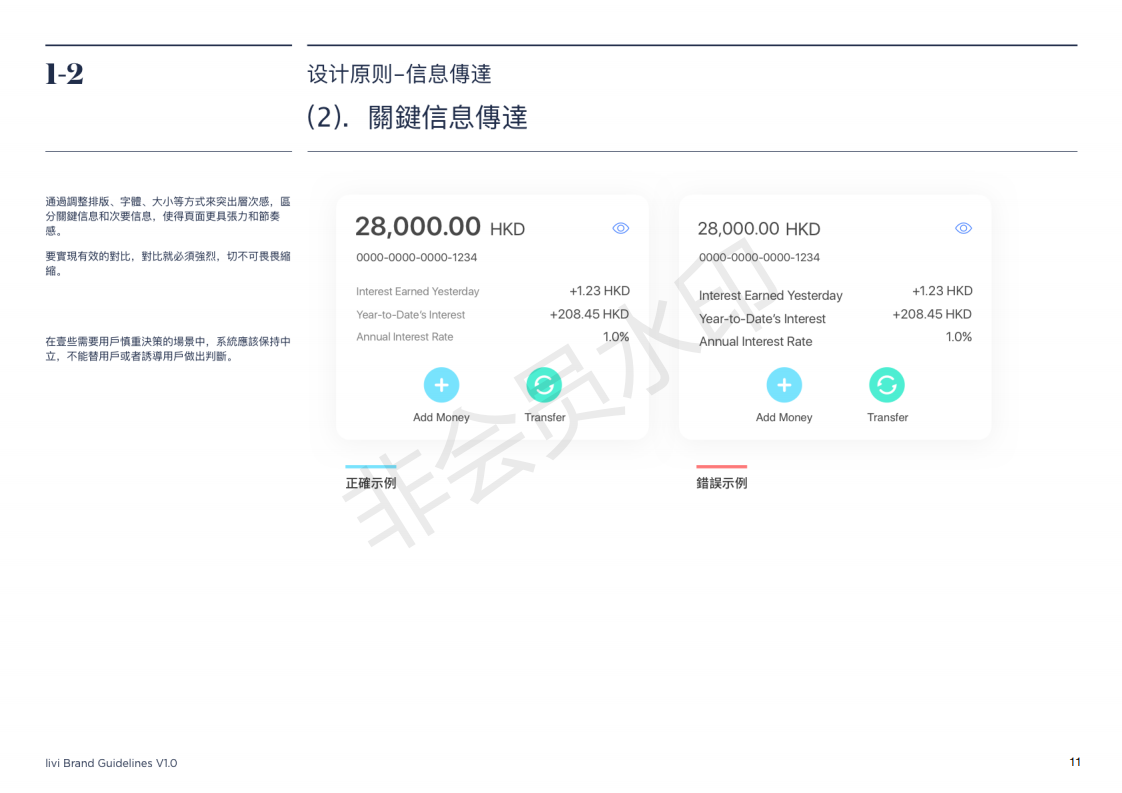 1-2
设计原则–信息傳達
(2). 關鍵信息傳達
通過調整排版、字體、大小等方式來突出層次感，區
分關鍵信息和次要信息，使得頁面更具張力和節奏
感。
要實現有效的對比，對比就必須強烈，切不可畏畏縮
縮。
在壹些需要用戶慎重決策的場景中，系統應該保持中
立，不能替用戶或者誘導用戶做出判斷。
28,000.00 HKD
0000-0000-0000-1234
Interest Earned Yesterday +1.23 HKD
Year-to-Date's Interest +208.45 HKD
Annual Interest Rate 1.0%
Add Money Transfer
正確示例
28,000.00 HKD
0000-0000-0000-1234
Interest Earned Yesterday +1.23 HKD
Year-to-Date's Interest +208.45 HKD
Annual Interest Rate 1.0%
Add Money Transfer
錯誤示例
非会员水印
livi Brand Guidelines V1.0
11